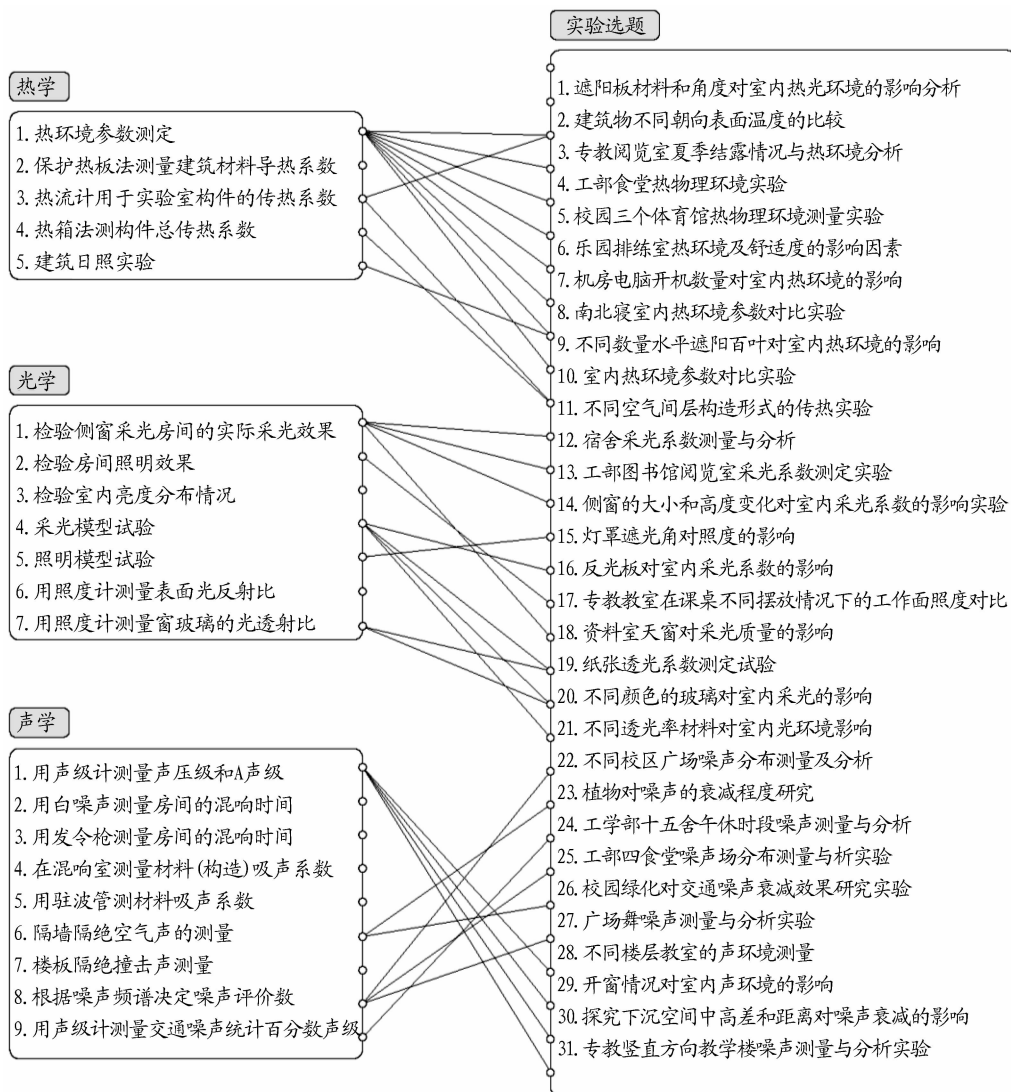 热学
1. 热环境参数测定
2. 保护热板法测量建筑材料导热系数
3. 热流计用于实验室构件的传热系数
4. 热箱法测构件总传热系数
5. 建筑日照实验
光学
1. 检验侧窗采光房间的实际采光效果
2. 检验房间照明效果
3. 检验室内亮度分布情况
4. 采光模型试验
5. 照明模型试验
6. 用照度计测量表面光反射比
7. 用照度计测量窗玻璃的光透射比
声学
1. 用声级计测量声压级和A声级
2. 用白噪声测量房间的混响时间
3. 用发令枪测量房间的混响时间
4. 在混响室测量材料(构造)吸声系数
5. 用驻波管测材料吸声系数
6. 隔墙隔绝空气声的测量
7. 楼板隔绝撞击声测量
8. 根据噪声频谱决定噪声评价数
9. 用声级计测量交通噪声统计百分数声级
实验选题
1. 遮阳板材料和角度对室内热光环境的影响分析
2. 建筑物不同朝向表面温度的比较
3. 专教阅览室夏季结露情况与热环境分析
4. 工部食堂热物理环境实验
5. 校园三个体育馆热物理环境测量实验
6. 乐园排练室热环境及舒适度的影响因素
7. 机房电脑开机数量对室内热环境的影响
8. 南北寝室内热环境参数对比实验
9. 不同数量水平遮阳百叶对室内热环境的影响
10. 室内热环境参数对比实验
11. 不同空气间层构造形式的传热实验
12. 宿舍采光系数测量与分析
13. 工部图书馆阅览室采光系数测定实验
14. 侧窗的大小和高度变化对室内采光系数的影响实验
15. 灯罩遮光角对照度的影响
16. 反光板对室内采光系数的影响
17. 专教教室在课桌不同摆放情况下的工作面照度对比
18. 资料室天窗对采光质量的影响
19. 纸张透光系数测定试验
20. 不同颜色的玻璃对室内采光的影响
21. 不同透光率材料对室内光环境影响
22. 不同校区广场噪声分布测量及分析
23. 植物对噪声的衰减程度研究
24. 工学部十五舍午休时段噪声测量与分析
25. 工部四食堂噪声场分布测量与析实验
26. 校园绿化对交通噪声衰减效果研究实验
27. 广场舞噪声测量与分析实验
28. 不同楼层教室的声环境测量
29. 开窗情况对室内声环境的影响
30. 探究下沉空间中高差和距离对噪声衰减的影响
31. 专教竖直方向教学楼噪声测量与分析实验